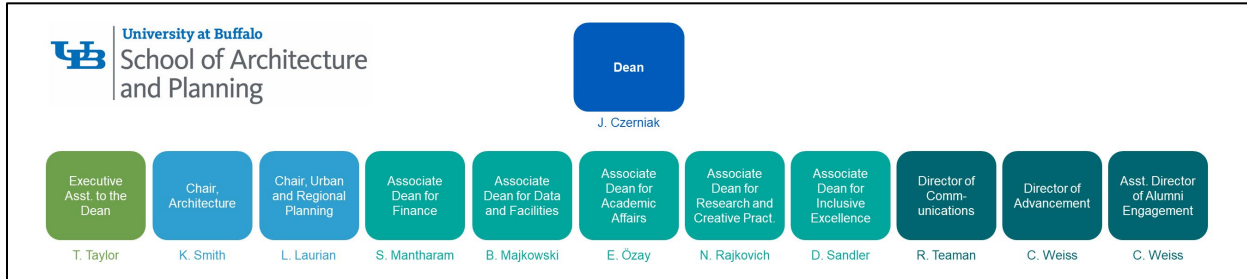 University at Buffalo
UB
School of Architecture
and Planning
Dean
J. Czerniak
Executive
Asst. to the
Dean
T. Taylor
Chair,
Architecture
K. Smith
Chair, Urban
and Regional
Planning
L. Laurian
Associate
Dean for
Finance
S. Mantharam
Associate
Dean for Data
and Facilities
B. Majkowski
Associate
Dean for
Academic
Affairs
E. Özay
Associate
Dean for
Research and
Creative Pract.
N. Rajkovich
Associate
Dean for
Inclusive
Excellence
D. Sandler
Director of
Comm-
unications
R. Teaman
Director of
Advancement
C. Weiss
Asst. Director
of Alumni
Engagement
C. Weiss